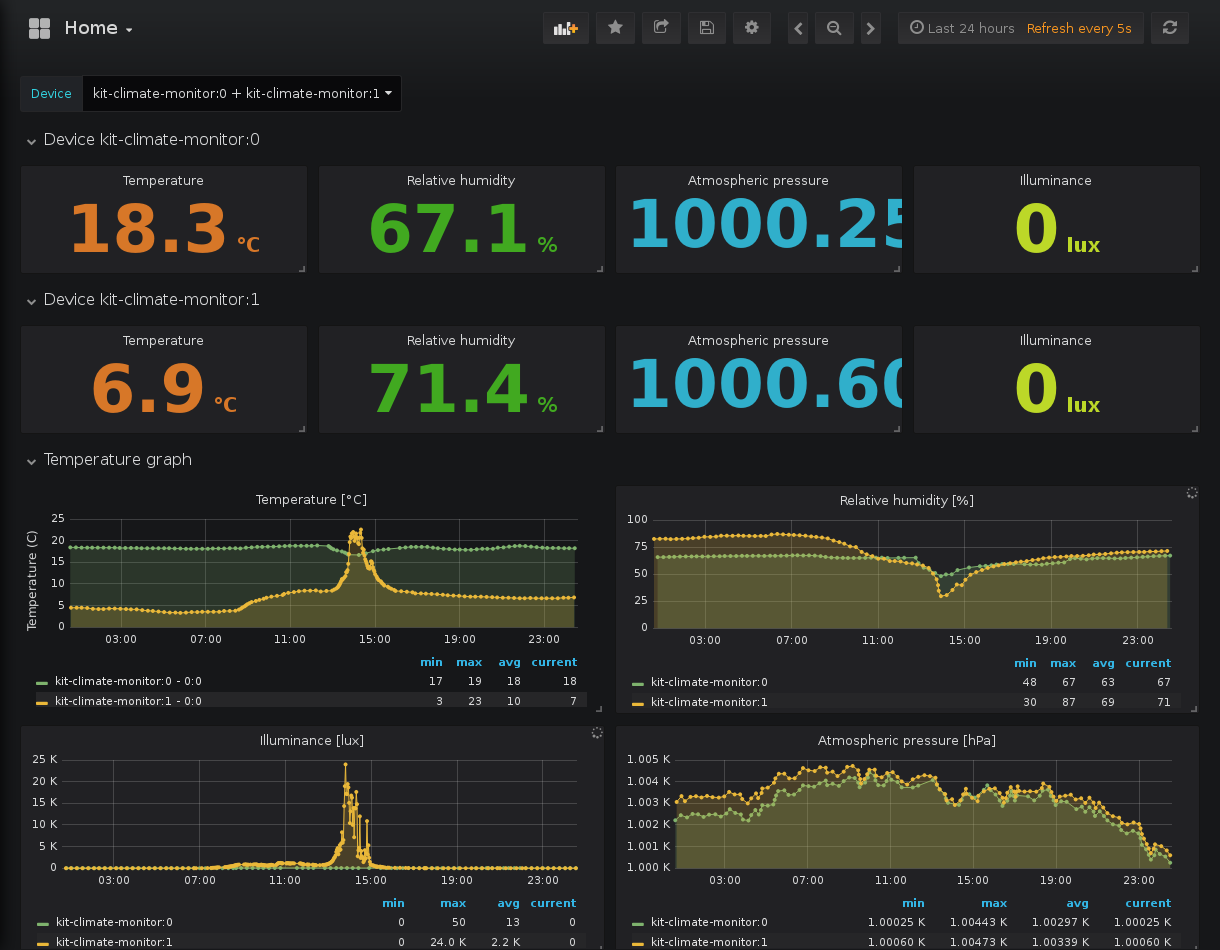 Home
Last 24 hours Refresh every 5s
Device kit-climate-monitor:0 + kit-climate-monitor:1
Device kit-climate-monitor:0
Temperature Relative humidity Atmospheric pressure Illuminance
18.3 °C 67.1 % 1000.25 0 lux
Device kit-climate-monitor:1
Temperature Relative humidity Atmospheric pressure Illuminance
6.9 °C 71.4 % 1000.60 0 lux
Temperature graph
Temperature [°C]
Temperature (C)
25
20
15
10
5
0
03:00 07:00 11:00 15:00 19:00 23:00
min max avg current
kit-climate-monitor:0 - 0:0 17 19 18 18
kit-climate-monitor:1 - 0:0 3 23 10 7
Relative humidity [%]
100
75
50
25
0
03:00 07:00 11:00 15:00 19:00 23:00
min max avg current
kit-climate-monitor:0 48 67 63 67
kit-climate-monitor:1 30 87 69 71
Illuminance [lux]
25 K
20 K
15 K
10 K
5 K
0
03:00 07:00 11:00 15:00 19:00 23:00
min max avg current
kit-climate-monitor:0 0 50 13 0
kit-climate-monitor:1 0 24.0 K 2.2 K 0
Atmospheric pressure [hPa]
1.005 K
1.004 K
1.003 K
1.002 K
1.001 K
1.000 K
03:00 07:00 11:00 15:00 19:00 23:00
min max avg current
kit-climate-monitor:0 1.00025 K 1.00443 K 1.00297 K 1.00025 K
kit-climate-monitor:1 1.00060 K 1.00473 K 1.00339 K 1.00060 K